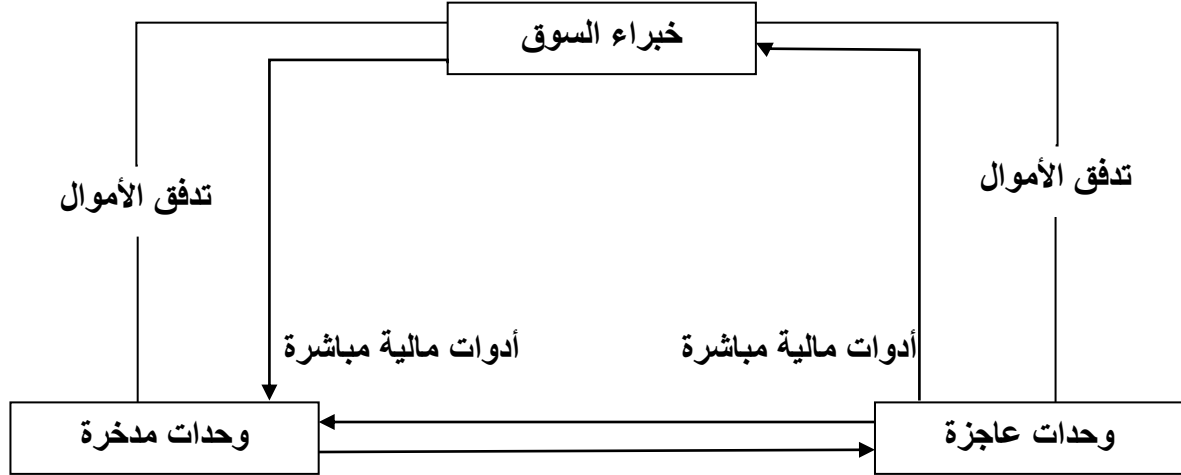 خبراء السوق
تدفق الأموال
تدفق الأموال
أدوات مالية مباشرة
أدوات مالية مباشرة
وحدات عاجزة
وحدات مدخرة